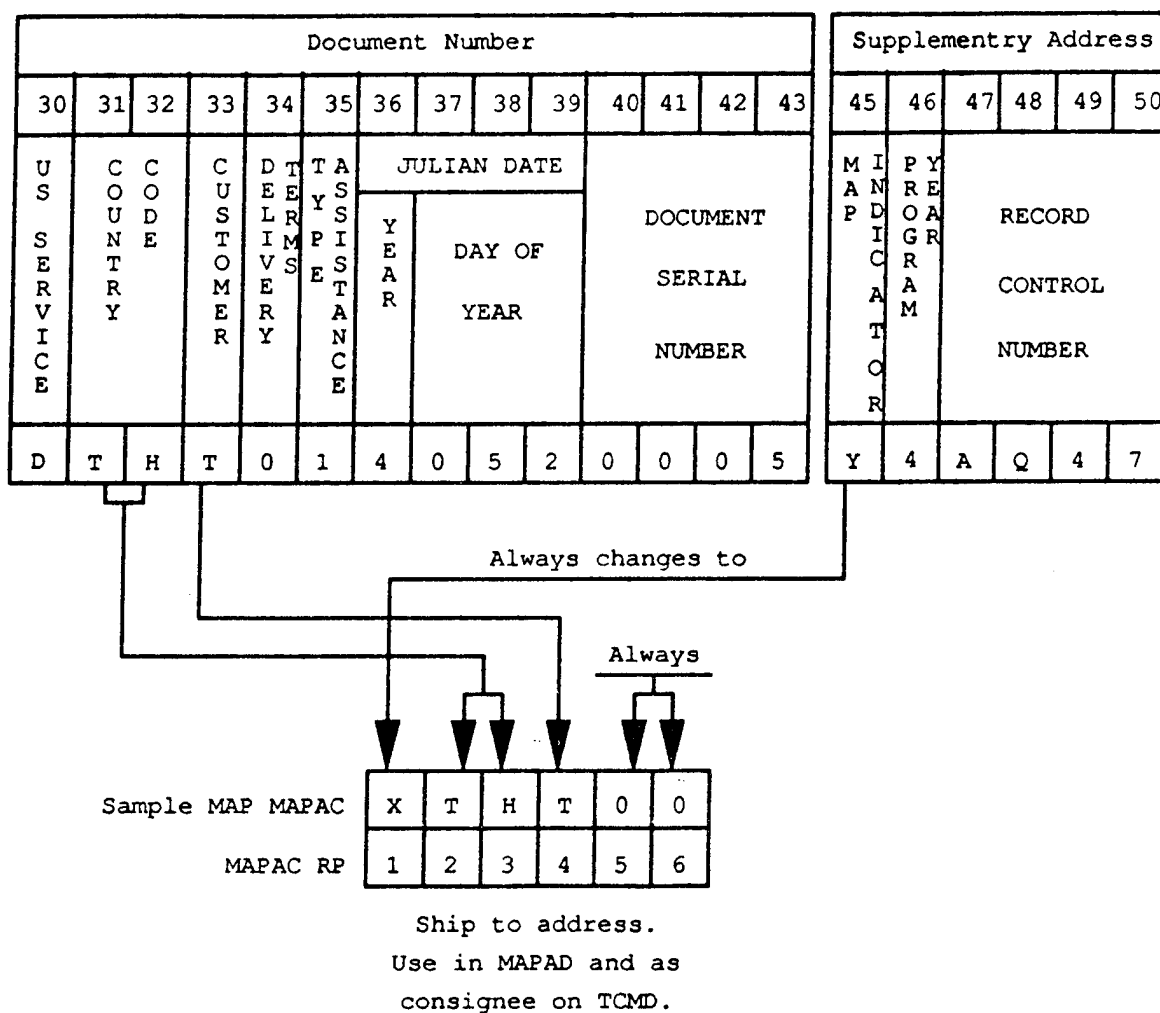 Document Number
Supplementry Address
30 31 32 33 34 35 36 37 38 39 40 41 42 43
45 46 47 48 49 50
US SERVICE
COUNTRY CODE
CUSTOMER
DELIVERY TERMS
TYPE ASSISTANCE
JULIAN DATE
YEAR
DAY OF
YEAR
DOCUMENT
SERIAL
NUMBER
MAP INDICATOR
PROGRAM YEAR
RECORD
CONTROL
NUMBER
D T H T 0 1 4 0 5 2 0 0 0 5
Y 4 A Q 4 7
Always changes to
Always
Sample MAP MAPAC X T H T 0 0
MAPAC RP 1 2 3 4 5 6
Ship to address.
Use in MAPAD and as
consignee on TCMD.